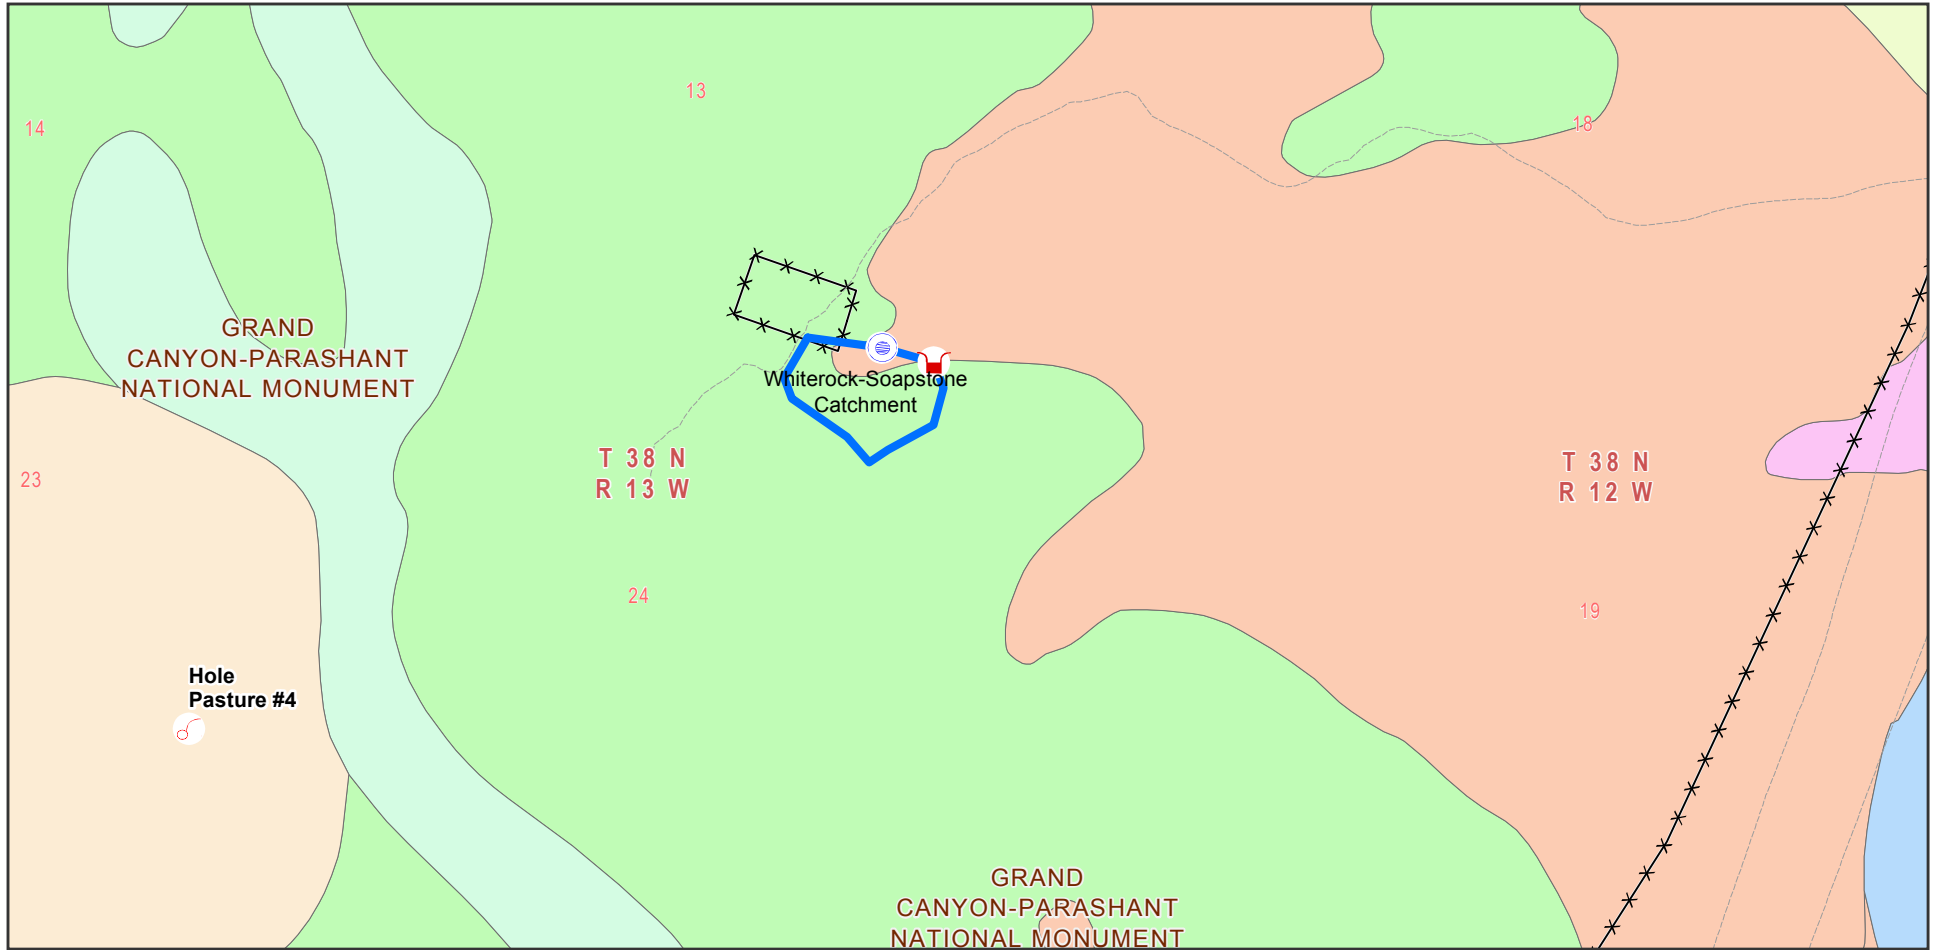 13
14
18
GRAND
CANYON-PARASHANT
NATIONAL MONUMENT
Whiterock-Soapstone
Catchment
T 38 N
R 13 W
T 38 N
R 12 W
23
24
19
Hole
Pasture #4
GRAND
CANYON-PARASHANT
NATIONAL MONUMENT